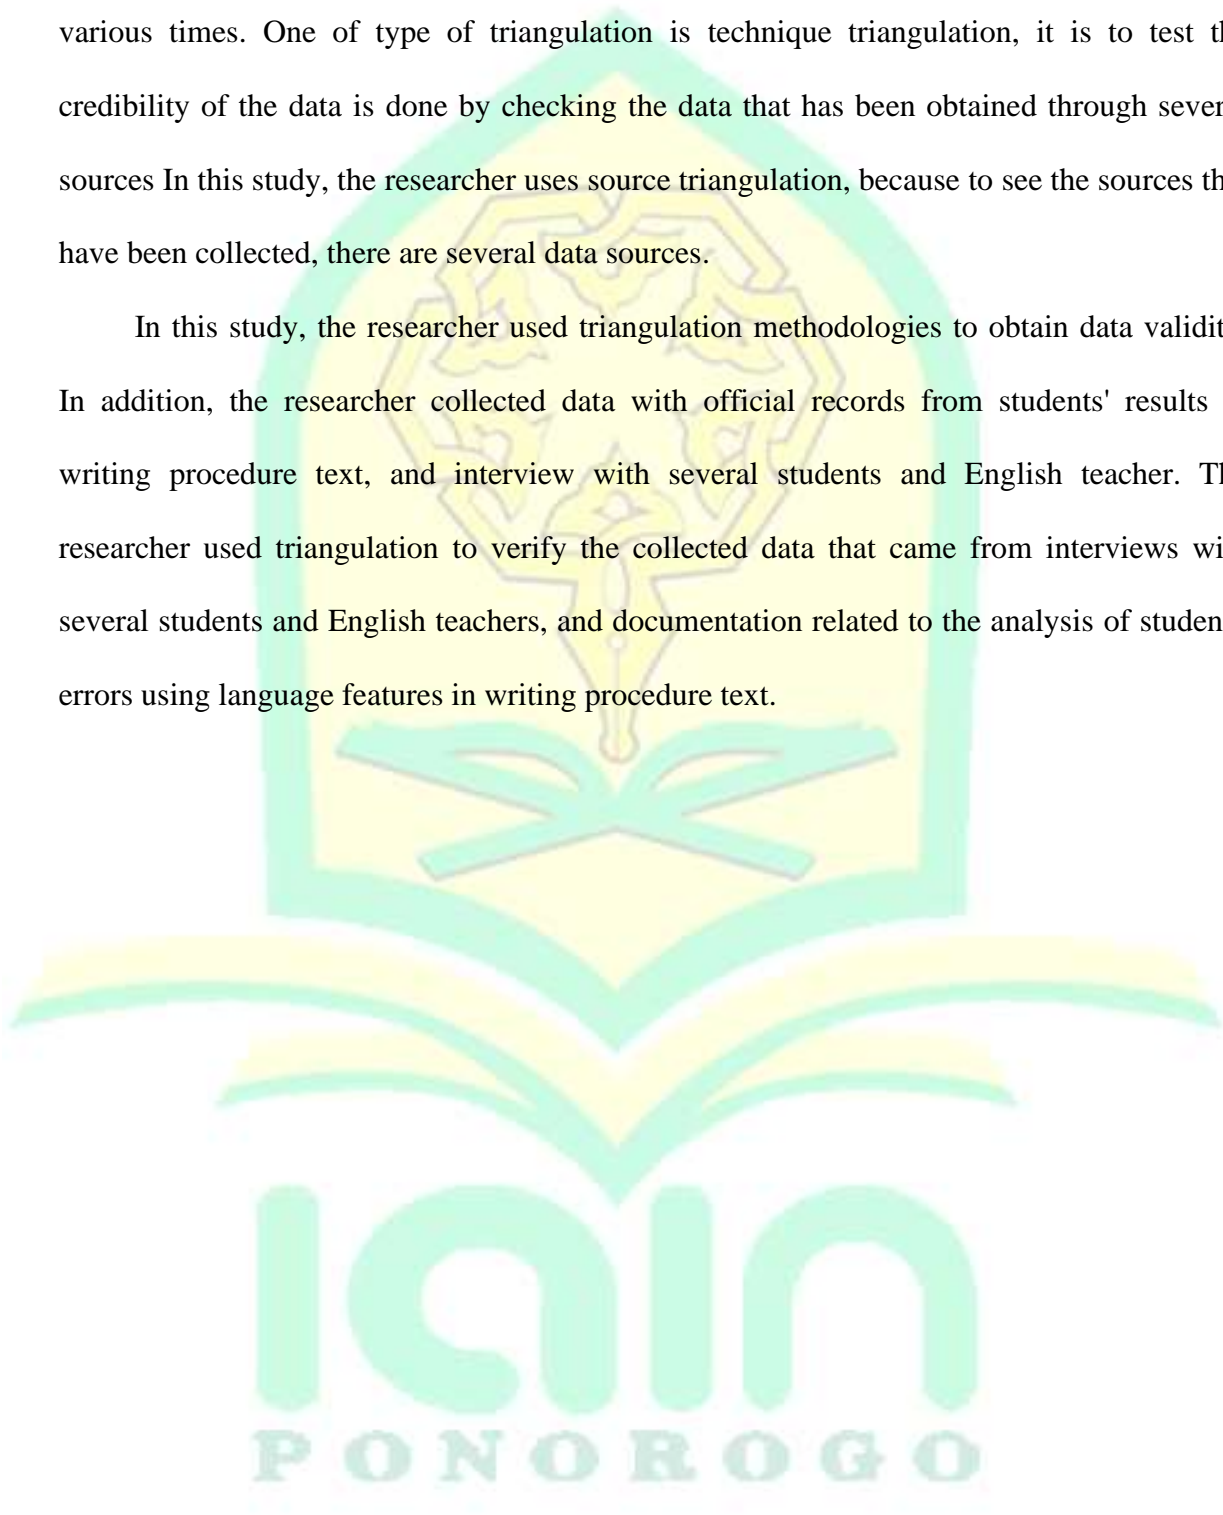 various times. One of type of triangulation is technique triangulation, it is to test th
credibility of the data is done by checking the data that has been obtained through sever
sources In this study, the researcher uses source triangulation, because to see the sources th
have been collected, there are several data sources.
In this study, the researcher used triangulation methodologies to obtain data validit
In addition, the researcher collected data with official records from students' results
writing procedure text, and interview with several students and English teacher. Th
researcher used triangulation to verify the collected data that came from interviews wi
several students and English teachers, and documentation related to the analysis of studen
errors using language features in writing procedure text.
iain
PONOROGO